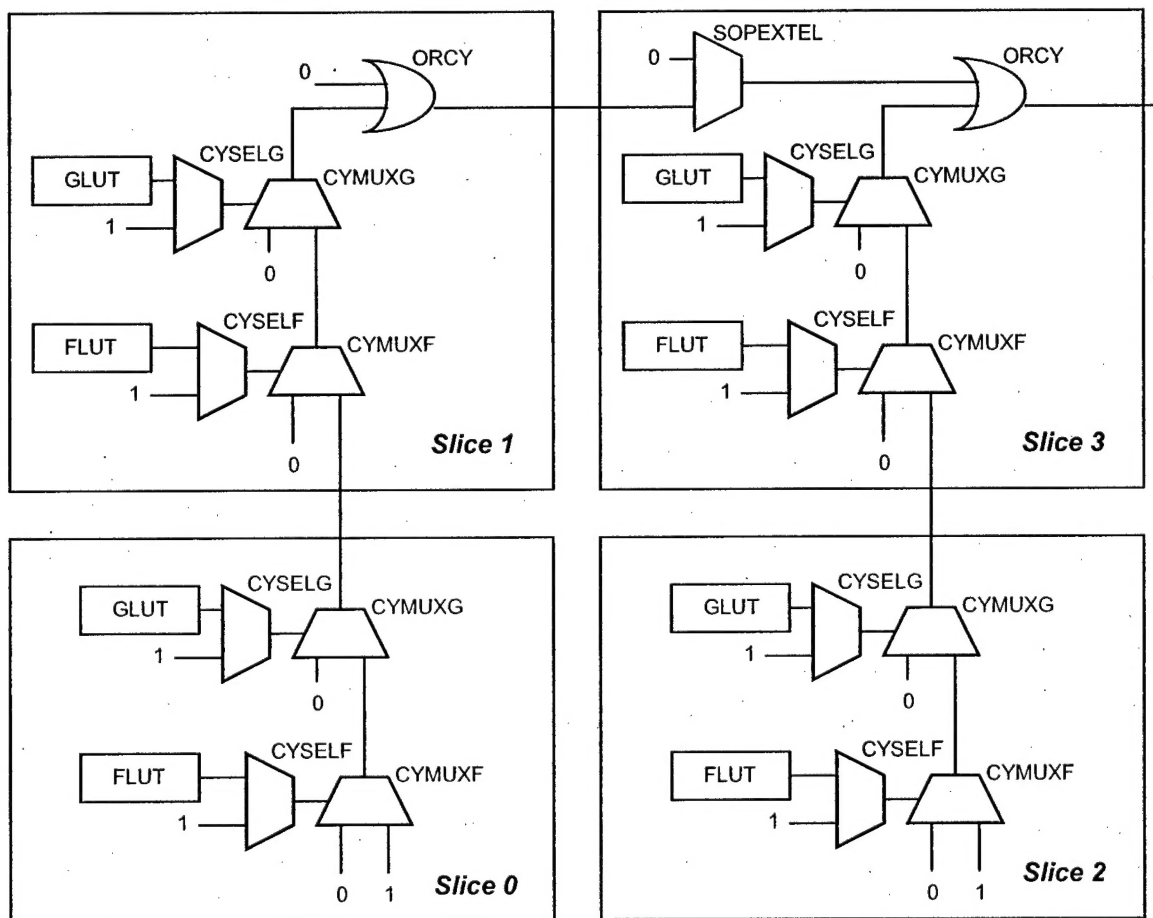 SOPEXTEL
ORCY
0
0
ORCY
CYSELG
GLUT
CYMUXG
1
0
CYSELF
FLUT
CYMUXF
1
0
Slice 1
CYSELG
GLUT
CYMUXG
1
0
CYSELF
FLUT
CYMUXF
1
0
Slice 3
CYSELG
GLUT
CYMUXG
1
0
CYSELF
FLUT
CYMUXF
1
0
1
Slice 0
CYSELG
GLUT
CYMUXG
1
0
CYSELF
FLUT
CYMUXF
1
0
1
Slice 2